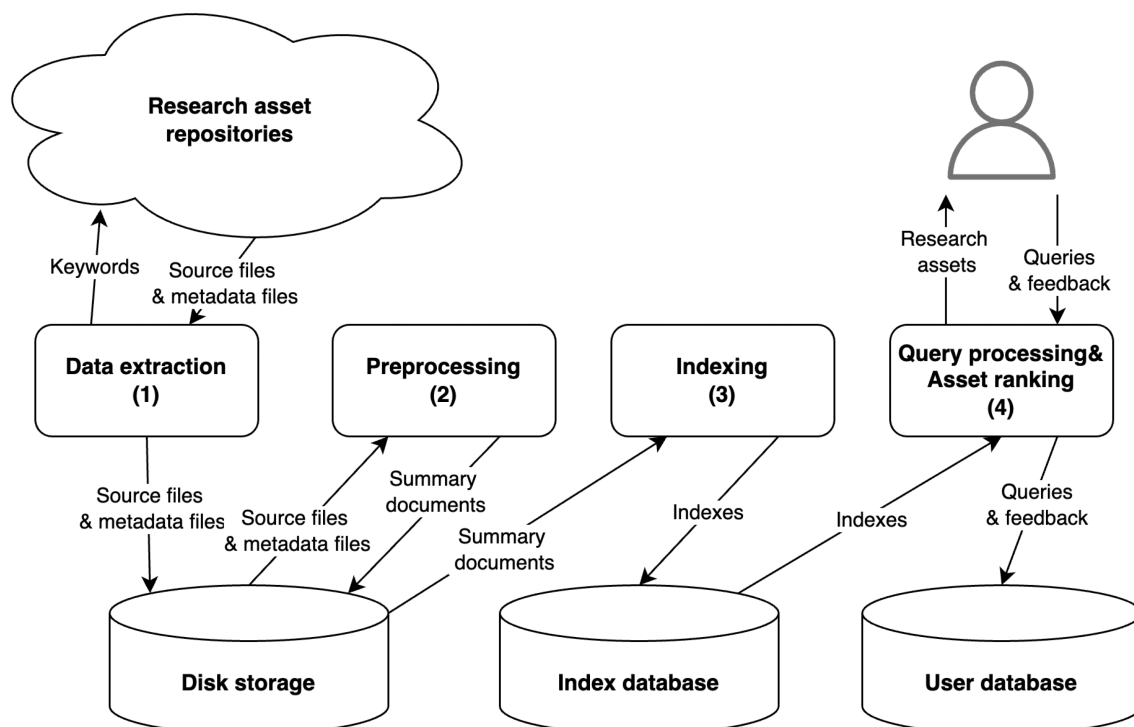 Research asset
repositories
Keywords
Source files
& metadata files
Research
assets
Queries
& feedback
Data extraction
(1)
Preprocessing
(2)
Indexing
(3)
Query processing&
Asset ranking
(4)
Source files
& metadata files
Source files
& metadata files
Summary
documents
Summary
documents
Indexes
Indexes
Queries
& feedback
Disk storage
Index database
User database